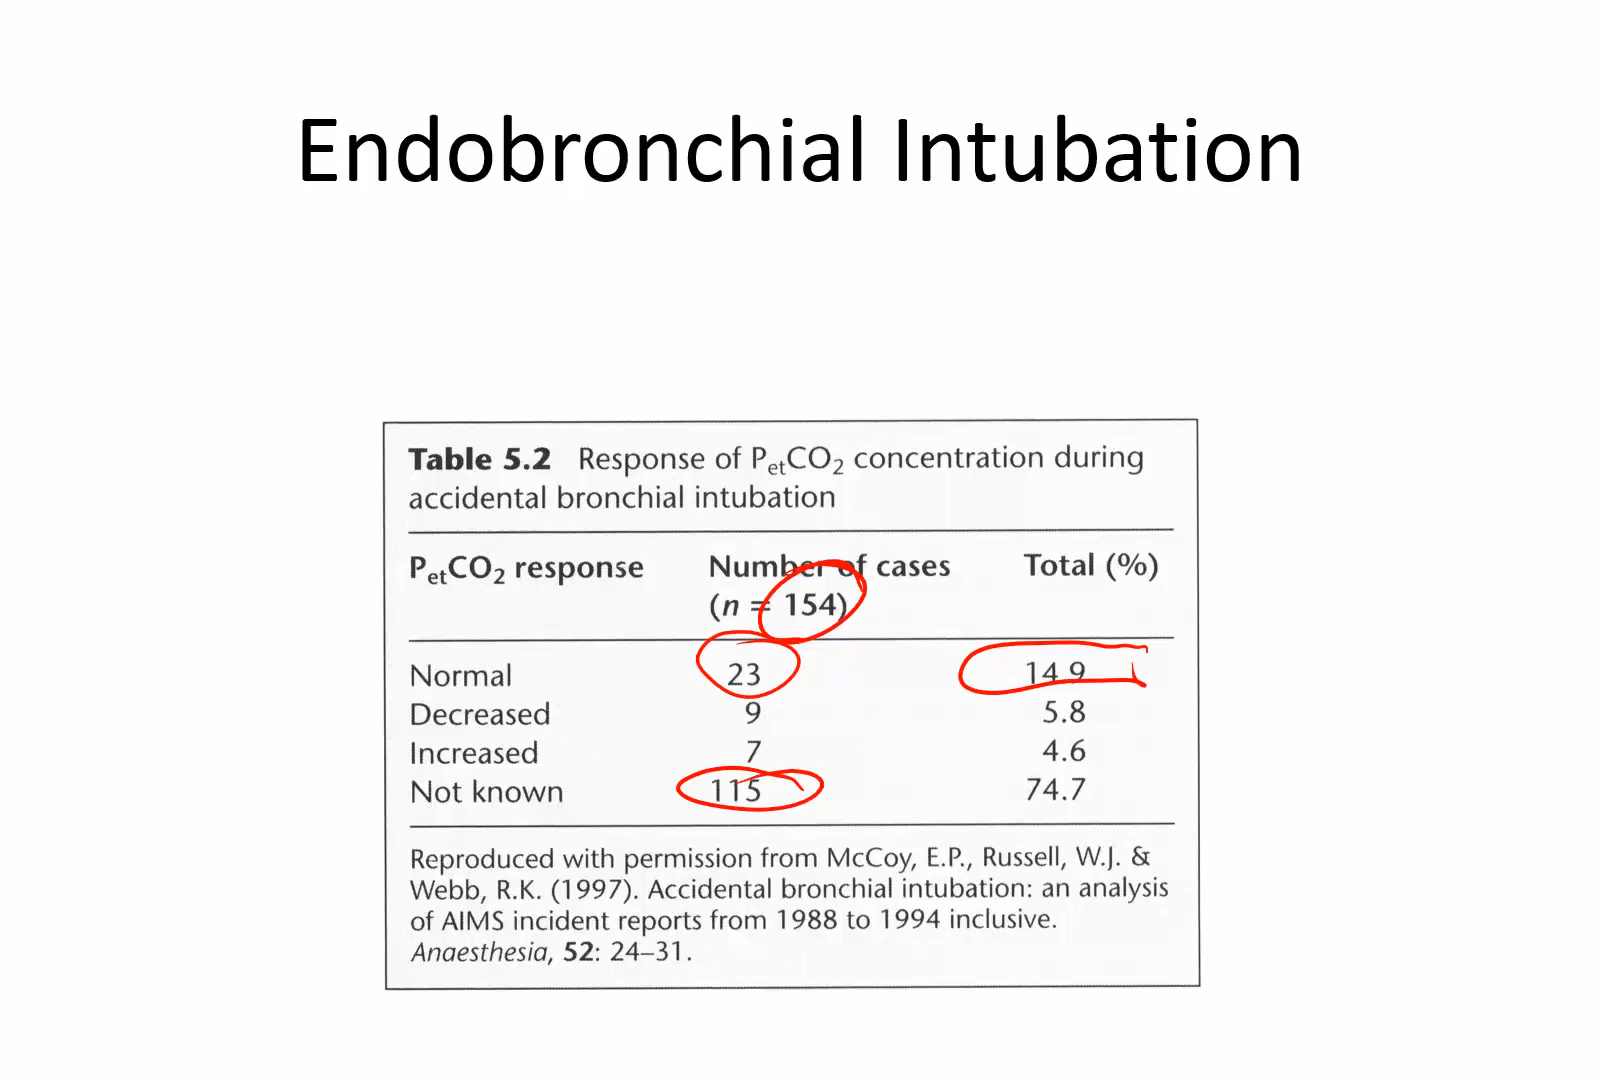 Endobronchial Intubation
Table 5.2 Response of PetCO2 concentration during
accidental bronchial intubation
PetCO2 response Number of cases Total (%)
(n = 154)
Normal 23 14.9
Decreased 9 5.8
Increased 7 4.6
Not known 115 74.7
Reproduced with permission from McCoy, E.P., Russell, W.J. &
Webb, R.K. (1997). Accidental bronchial intubation: an analysis
of AIMS incident reports from 1988 to 1994 inclusive.
Anaesthesia, 52: 24–31.